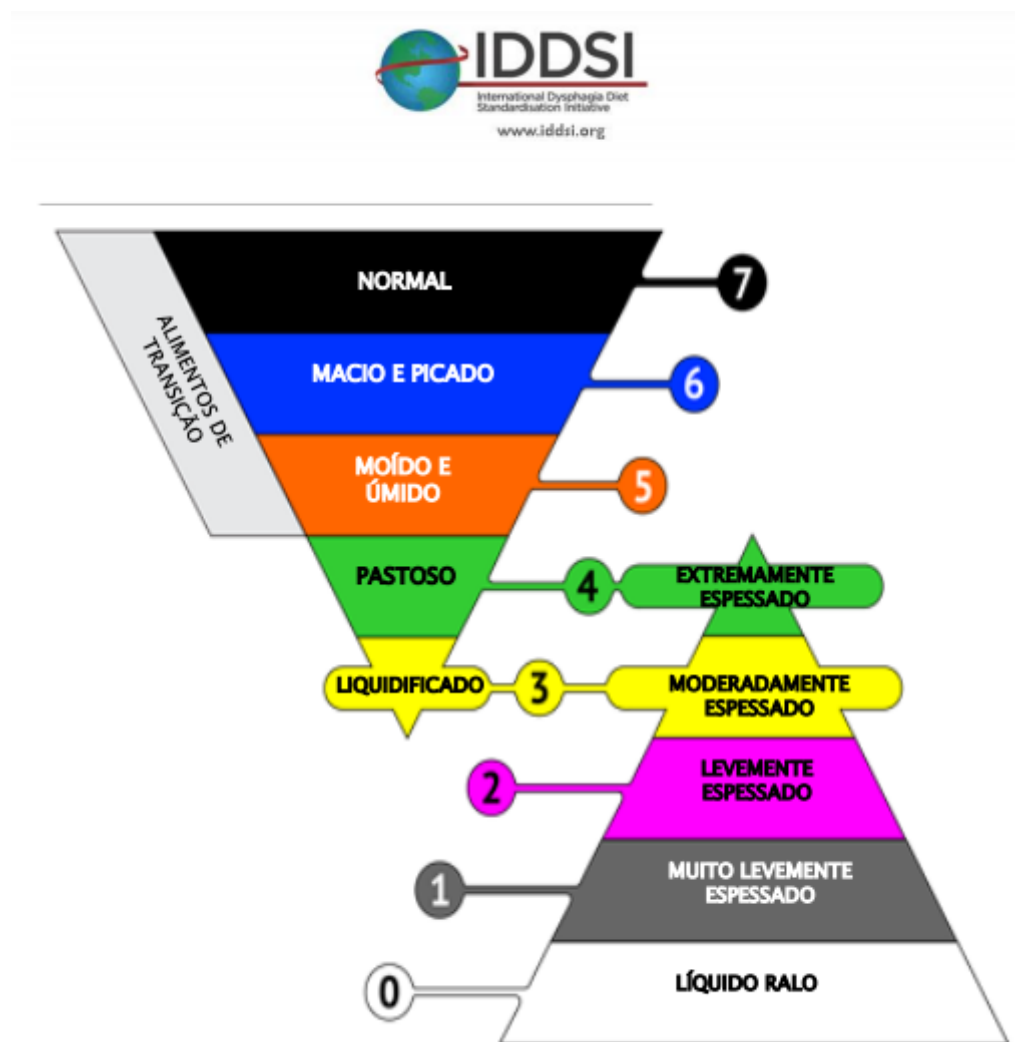 IDDSI
International Dysphagia Diet
Standardisation Initiative
www.iddsi.org
NORMAL
7
ALIMENTOS DE
TRANSIÇÃO
MACIO E PICADO
6
MOÍDO E
ÚMIDO
5
PASTOSO
4
EXTREMAMENTE
ESPESSADO
LIQUIDIFICADO
3
MODERADAMENTE
ESPESSADO
2
LEVEMENTE
ESPESSADO
1
MUITO LEVEMENTE
ESPESSADO
0
LÍQUIDO RALO